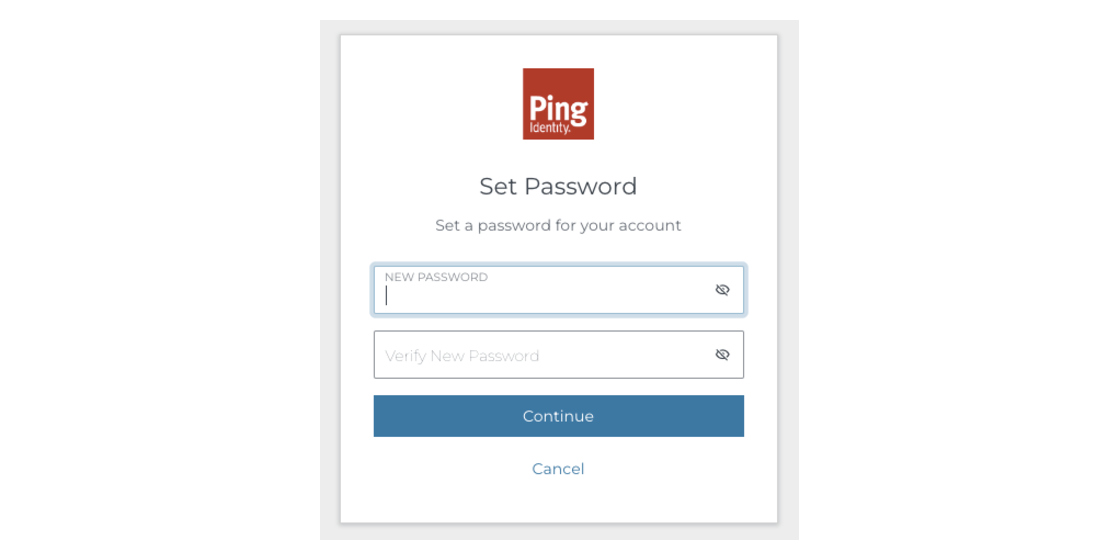 Ping
Identity.
Set Password
Set a password for your account
NEW PASSWORD
Verify New Password
Continue
Cancel